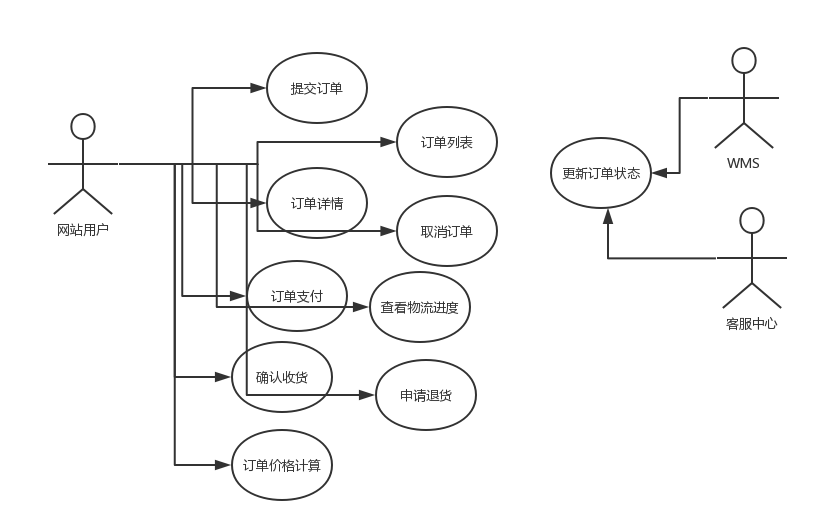 提交订单
订单列表
网站用户
订单详情
取消订单
订单支付
查看物流进度
确认收货
申请退货
订单价格计算
WMS
更新订单状态
客服中心